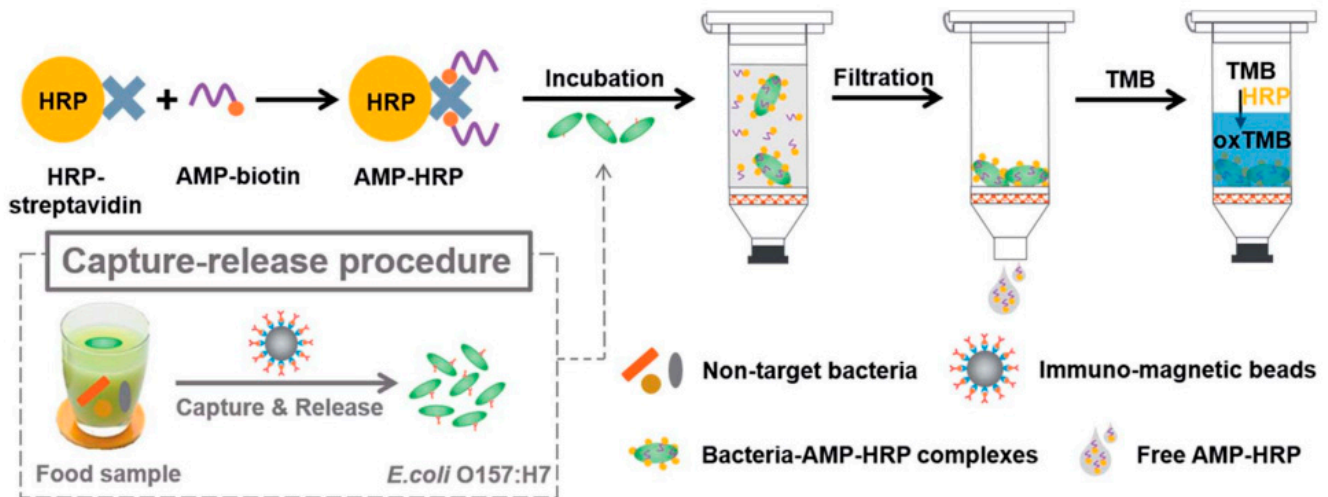 HRP
HRP
Incubation
Filtration
TMB
TMB
HRP
oxTMB
HRP-
streptavidin
AMP-biotin
AMP-HRP
Capture-release procedure
Capture & Release
Food sample
E.coli O157:H7
Non-target bacteria
Immuno-magnetic beads
Bacteria-AMP-HRP complexes
Free AMP-HRP